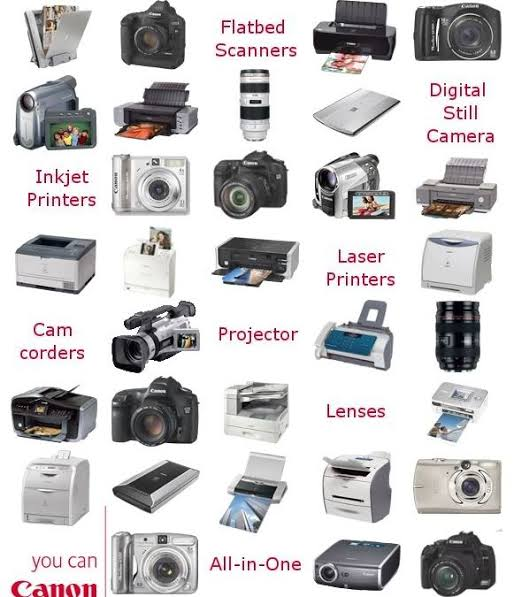 Flatbed
Scanners
Digital
Still
Camera
Inkjet
Printers
Laser
Printers
Cam
corders
Projector
Lenses
you can
Canon
All-in-One